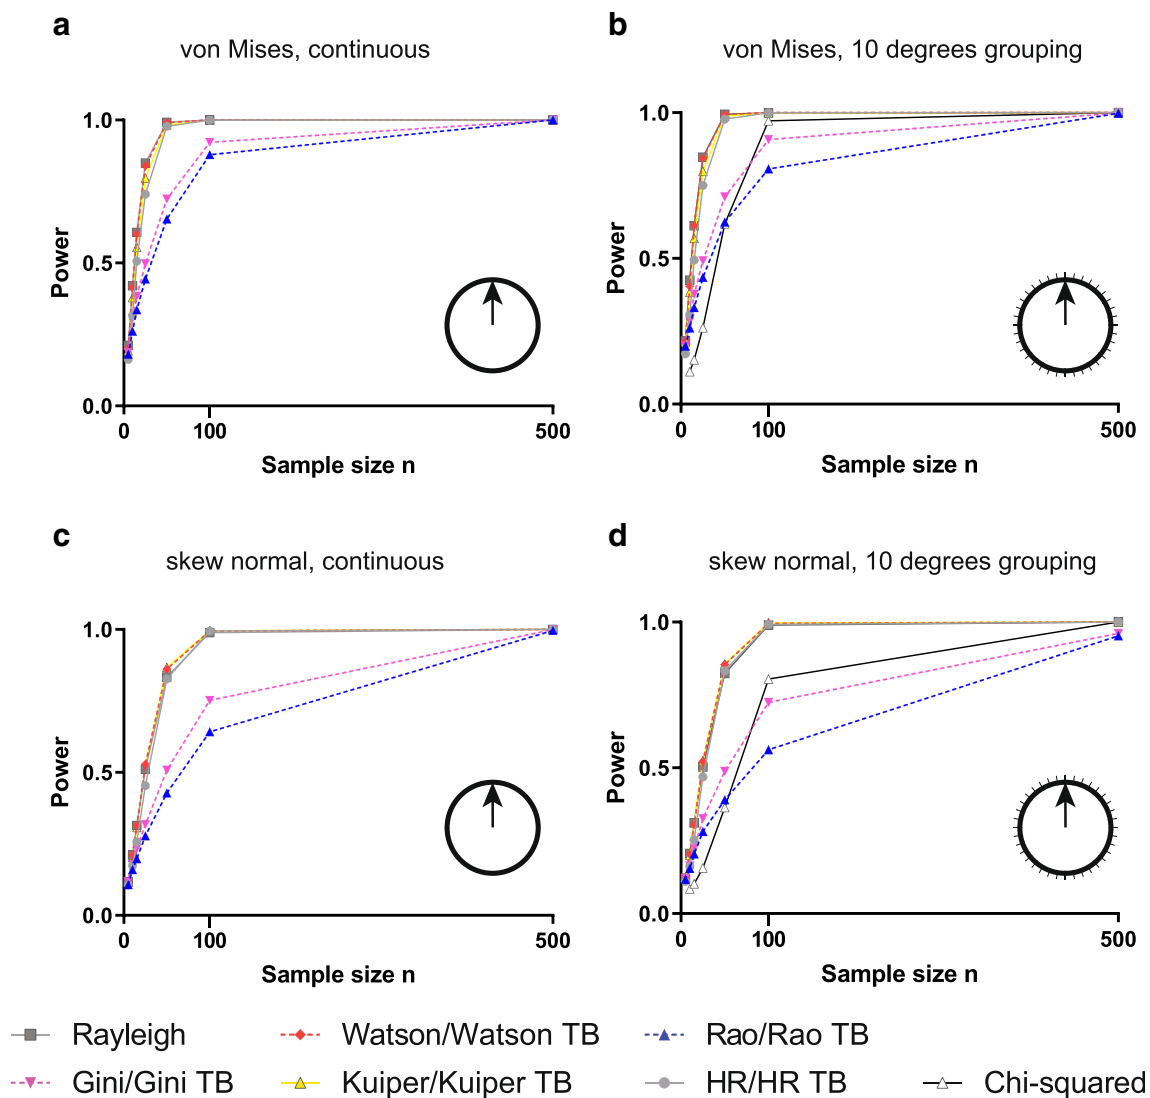 a
von Mises, continuous
1.0
0.5
0.0
Power
0
100
500
Sample size n
b
von Mises, 10 degrees grouping
1.0
0.5
0.0
Power
0
100
500
Sample size n
c
skew normal, continuous
1.0
0.5
0.0
Power
0
100
500
Sample size n
d
skew normal, 10 degrees grouping
1.0
0.5
0.0
Power
0
100
500
Sample size n
Rayleigh
Watson/Watson TB
Rao/Rao TB
Gini/Gini TB
Kuiper/Kuiper TB
HR/HR TB
Chi-squared